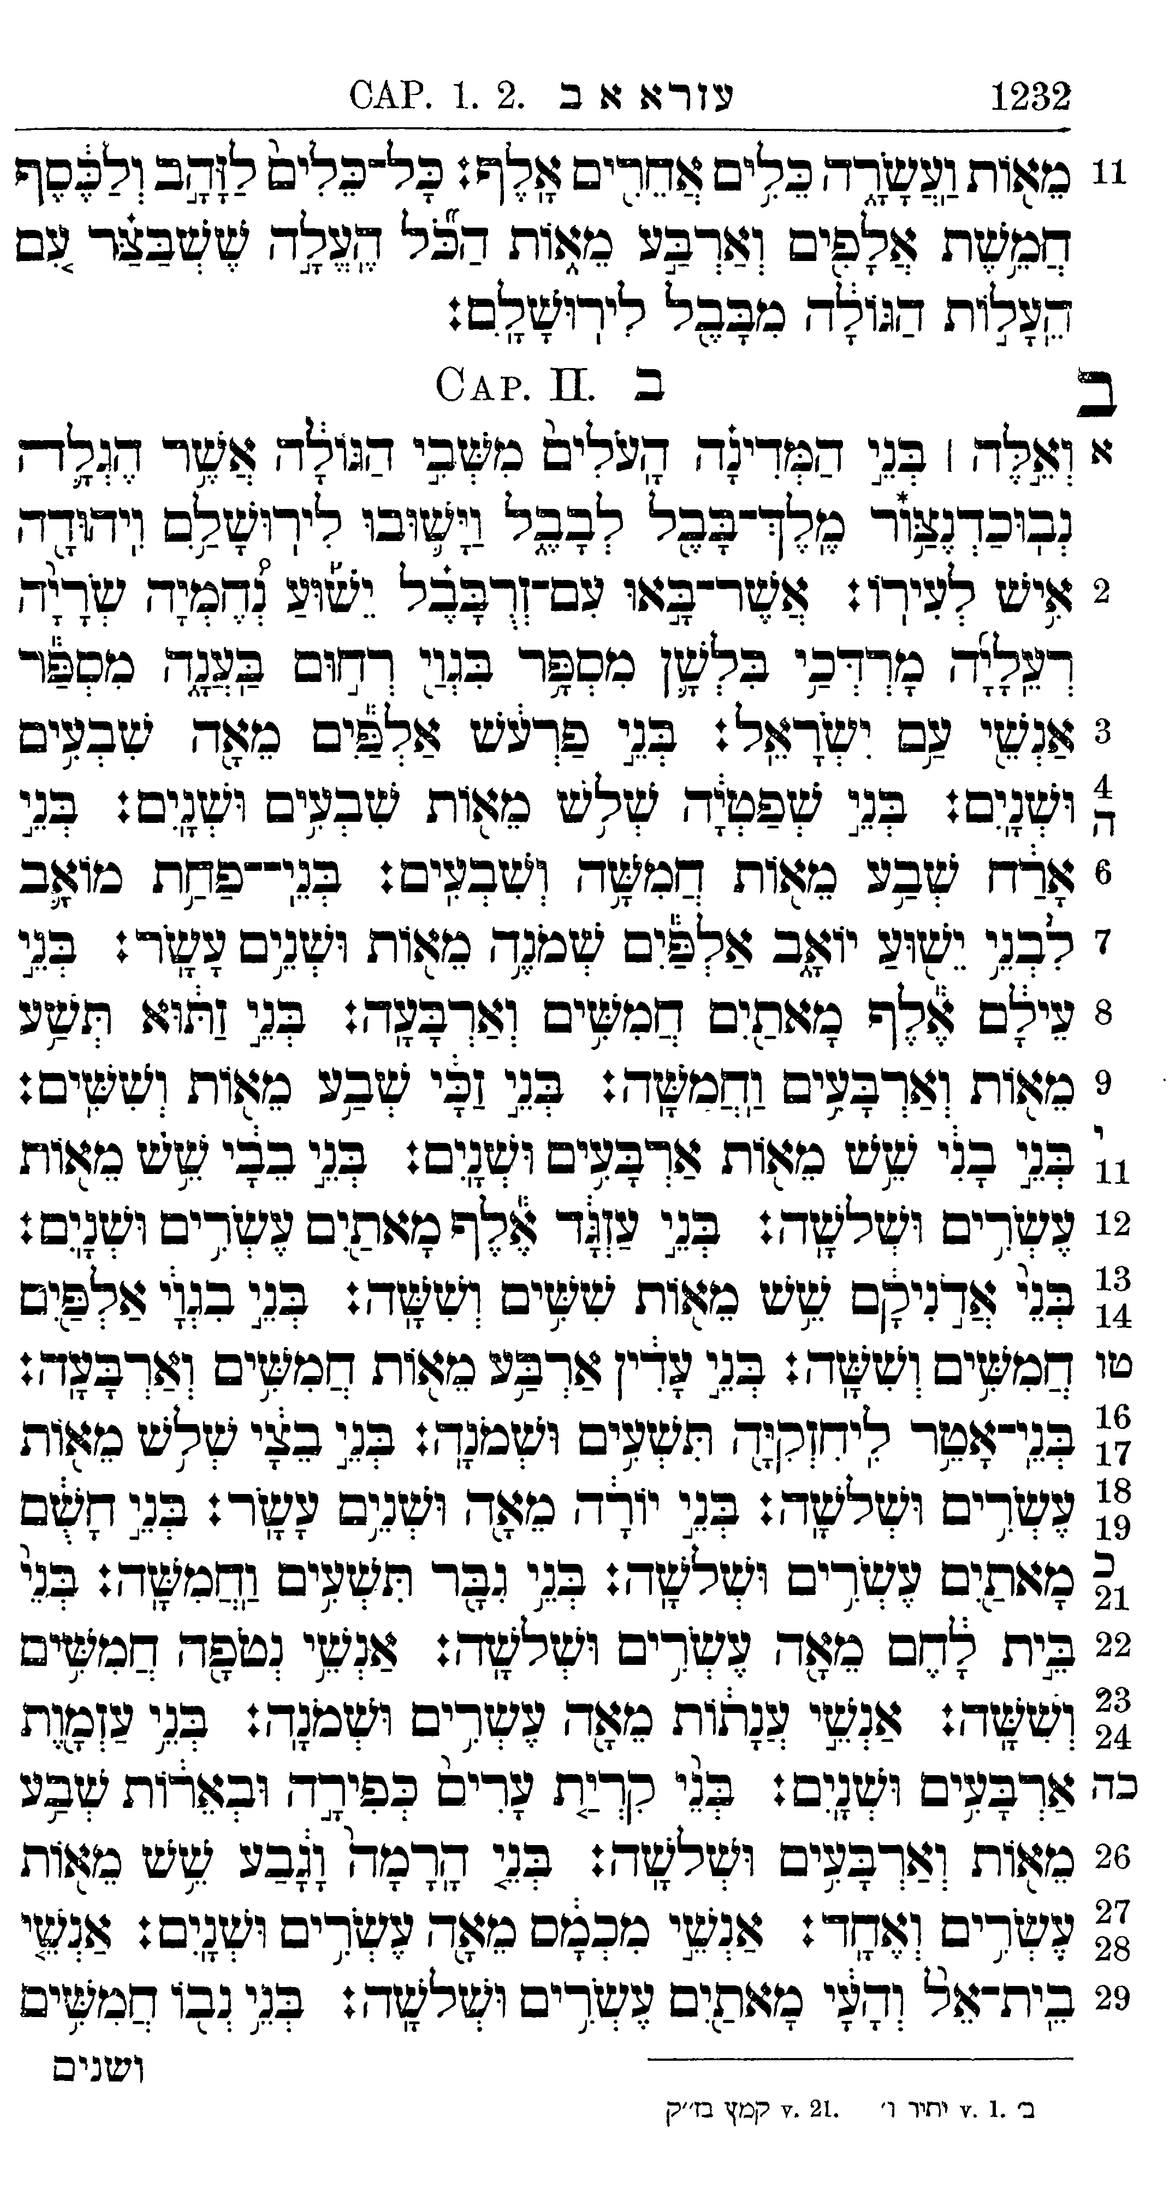 1232 עזרא א ב CAP. 1. 2.
11 מֵא֖וֹת וַעֲשָׂרָ֑ה כֵּלִ֥ים אֲחֵרִ֖ים אָֽלֶף׃ כָּל־כֵּלִים֙ לַזָּהָ֣ב וְלַכֶּ֔סֶף
חֲמֵ֥שֶׁת אֲלָפִ֖ים וְאַרְבַּ֣ע מֵא֑וֹת הַכֹּ֞ל הֶֽעֱלָ֣ה שֶׁשְׁבַּצַּ֗ר עִ֚ם
הֵֽעָל֣וֹת הַגּוֹלָ֔ה מִבָּבֶ֖ל לִירֽוּשָׁלָֽ͏ִם׃
ב CAP. II. ב
א וְאֵ֣לֶּה ׀ בְּנֵ֣י הַמְּדִינָ֗ה הָֽעֹלִים֙ מִשְּׁבִ֣י הַגּוֹלָ֔ה אֲשֶׁ֥ר הֶגְלָ֛ה
נְבֽוּכַדְנֶצַּ֥וֹר* מֶֽלֶךְ־בָּבֶ֖ל לְבָבֶ֑ל וַיָּשׁ֥וּבוּ לִירֽוּשָׁלַ֥͏ִם וִֽיהוּדָ֖ה
2 אִ֥ישׁ לְעִירֽוֹ׃ אֲשֶׁר־בָּ֣אוּ עִם־זְרֻבָּבֶ֗ל יֵשׁ֡וּעַ נְ֠חֶמְיָה שְׂרָיָ֨ה
רְֽעֵלָיָ֜ה מָרְדְּכַ֥י בִּלְשָׁ֛ן מִסְפָּ֥ר בִּגְוַ֖י רְח֣וּם בַּֽעֲנָ֑ה מִסְפַּ֕ר
3 אַנְשֵׁ֖י עַ֥ם יִשְׂרָאֵֽל׃ בְּנֵ֣י פַרְעֹ֔שׁ אַלְפַּ֕יִם מֵאָ֖ה שִׁבְעִ֥ים
4 ה וּשְׁנָֽיִם׃ בְּנֵ֣י שְׁפַטְיָ֔ה שְׁלֹ֥שׁ מֵא֖וֹת שִׁבְעִ֥ים וּשְׁנָֽיִם׃ בְּנֵ֣י
6 אָרַ֔ח שְׁבַ֥ע מֵא֖וֹת חֲמִשָּׁ֥ה וְשִׁבְעִֽים׃ בְּנֵֽי־פַחַ֥ת מוֹאָ֛ב
7 לִבְנֵ֥י יֵשׁ֖וּעַ יוֹאָ֑ב אַלְפַּ֕יִם שְׁמֹנֶ֥ה מֵא֖וֹת וּשְׁנֵ֥ים עָשָֽׂר׃ בְּנֵ֣י
8 עֵילָ֔ם אֶ֕לֶף מָאתַ֖יִם חֲמִשִּׁ֥ים וְאַרְבָּעָֽה׃ בְּנֵ֣י זַתּ֔וּא תְּשַׁ֥ע
9 מֵא֖וֹת וְאַרְבָּעִ֥ים וַֽחֲמִשָּֽׁה׃ בְּנֵ֣י זַכָּ֔י שְׁבַ֥ע מֵא֖וֹת וְשִׁשִּֽׁים׃
י 11 בְּנֵ֣י בָנִ֔י שֵׁ֥שׁ מֵא֖וֹת אַרְבָּעִ֥ים וּשְׁנָֽיִם׃ בְּנֵ֣י בֵבָ֔י שֵׁ֥שׁ מֵא֖וֹת
12 עֶשְׂרִ֥ים וּשְׁלֹשָֽׁה׃ בְּנֵ֣י עַזְגָּ֔ד אֶ֕לֶף מָאתַ֖יִם עֶשְׂרִ֥ים וּשְׁנָֽיִם׃
13 14 בְּנֵי֙ אֲדֹ֣נִיקָ֔ם שֵׁ֥שׁ מֵא֖וֹת שִׁשִּׁ֥ים וְשִׁשָּֽׁה׃ בְּנֵ֣י בִגְוָ֔י אַלְפַּ֖יִם
טו חֲמִשִּׁ֥ים וְשִׁשָּֽׁה׃ בְּנֵ֣י עָדִ֔ין אַרְבַּ֥ע מֵא֖וֹת חֲמִשִּׁ֥ים וְאַרְבָּעָֽה׃
16 17 בְּנֵֽי־אָטֵ֥ר לִֽיחִזְקִיָּ֖ה תִּשְׁעִ֥ים וּשְׁמֹנָֽה׃ בְּנֵ֣י בֵצָ֔י שְׁלֹ֥שׁ מֵא֖וֹת
18 19 עֶשְׂרִ֥ים וּשְׁלֹשָֽׁה׃ בְּנֵ֣י יוֹרָ֔ה מֵאָ֖ה וּשְׁנֵ֥ים עָשָֽׂר׃ בְּנֵ֣י חָשֻׁ֔ם
כ 21 מָאתַ֖יִם עֶשְׂרִ֥ים וּשְׁלֹשָֽׁה׃ בְּנֵ֥י גִבָּ֖ר תִּשְׁעִ֥ים וַֽחֲמִשָּֽׁה׃ בְּנֵי֙
22 בֵּ֣ית לָ֔חֶם מֵאָ֖ה עֶשְׂרִ֥ים וּשְׁלֹשָֽׁה׃ אַנְשֵׁ֥י נְטֹפָ֖ה חֲמִשִּׁ֥ים
23 24 וְשִׁשָּֽׁה׃ אַנְשֵׁ֣י עֲנָת֔וֹת מֵאָ֖ה עֶשְׂרִ֥ים וּשְׁמֹנָֽה׃ בְּנֵ֥י עַזְמָ֖וֶת
כה אַרְבָּעִ֥ים וּשְׁנָֽיִם׃ בְּנֵ֨י קִרְיַ֤ת עָרִים֙ כְּפִירָ֣ה וּבְאֵר֔וֹת שְׁבַ֥ע
26 מֵא֖וֹת וְאַרְבָּעִ֥ים וּשְׁלֹשָֽׁה׃ בְּנֵ֤י הָֽרָמָה֙ וָגָ֔בַע שֵׁ֥שׁ מֵא֖וֹת
27 28 עֶשְׂרִ֥ים וְאֶחָֽד׃ אַנְשֵׁ֣י מִכְמָ֔ס מֵאָ֖ה עֶשְׂרִ֥ים וּשְׁנָֽיִם׃ אַנְשֵׁ֤י
29 בֵֽית־אֵל֙ וְהָעָ֔י מָאתַ֖יִם עֶשְׂרִ֥ים וּשְׁלֹשָֽׁה׃ בְּנֵ֥י נְב֖וֹ חֲמִשִּׁ֥ים
ושנים
ב׳ v. 1. יתיר ו׳ v. 21. קמץ בז״ק